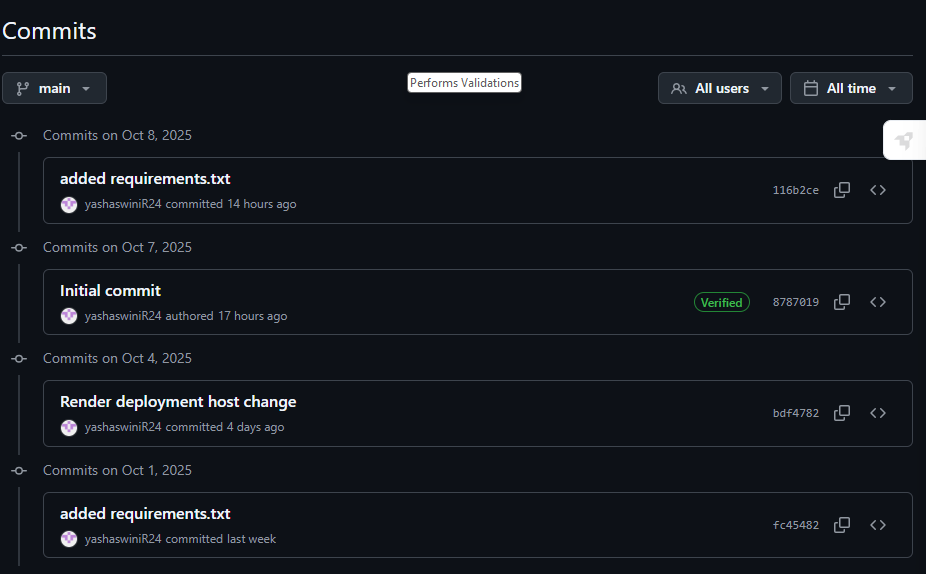 Commits
main
Performs Validations
All users
All time
Commits on Oct 8, 2025
added requirements.txt
116b2ce
yashaswiniR24 committed 14 hours ago
Commits on Oct 7, 2025
Initial commit
Verified
8787019
yashaswiniR24 authored 17 hours ago
Commits on Oct 4, 2025
Render deployment host change
bdf4782
yashaswiniR24 committed 4 days ago
Commits on Oct 1, 2025
added requirements.txt
fc45482
yashaswiniR24 committed last week